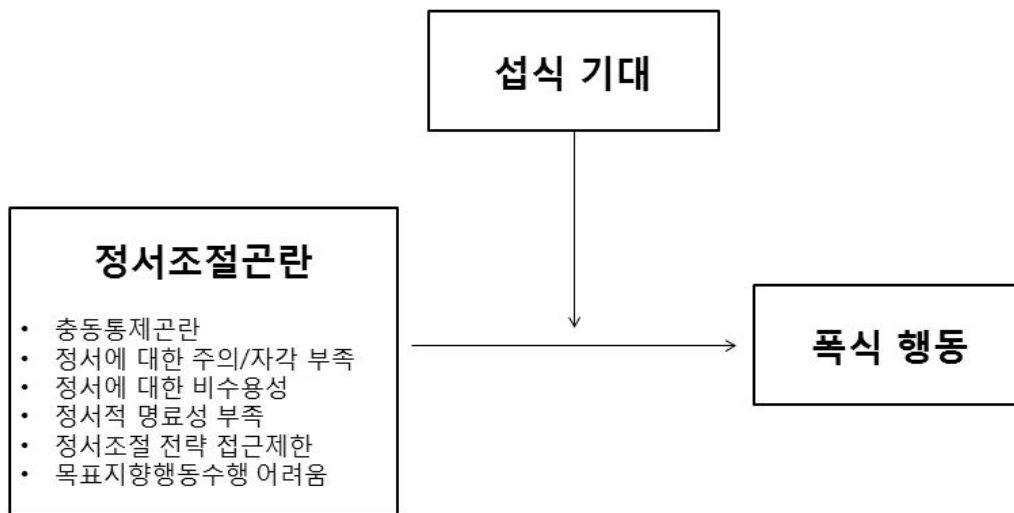 섭식 기대
정서조절곤란
• 충동통제곤란
• 정서에 대한 주의/자각 부족
• 정서에 대한 비수용성
• 정서적 명료성 부족
• 정서조절 전략 접근제한
• 목표지향행동수행 어려움
폭식 행동